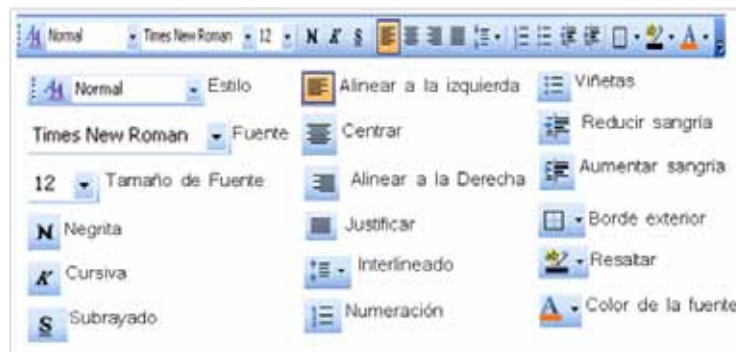 Normal Times New Roman 12 N K S
Normal Estilo
Times New Roman Fuente
12 Tamaño de Fuente
N Negrita
K Cursiva
S Subrayado
Alinear a la izquierda
Centrar
Alinear a la Derecha
Justificar
Interlineado
Numeración
Viñetas
Reducir sangría
Aumentar sangría
Borde exterior
ab Resaltar
A Color de la fuente